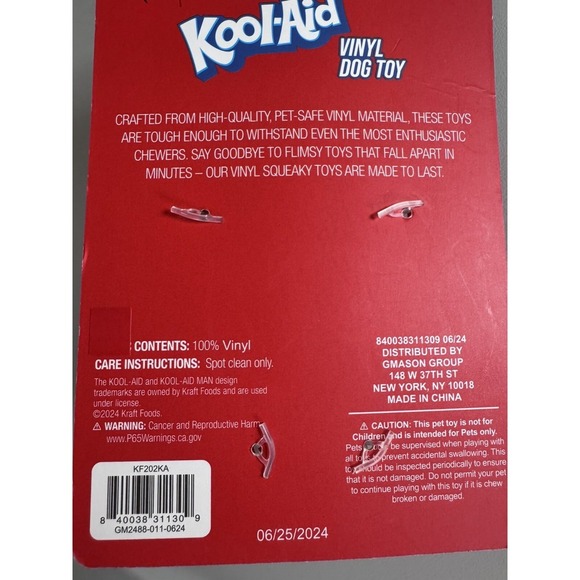 Kool-Aid
VINYL
DOG TOY
CRAFTED FROM HIGH-QUALITY, PET-SAFE VINYL MATERIAL, THESE TOYS
ARE TOUGH ENOUGH TO WITHSTAND EVEN THE MOST ENTHUSIASTIC
CHEWERS. SAY GOODBYE TO FLIMSY TOYS THAT FALL APART IN
MINUTES – OUR VINYL SQUEAKY TOYS ARE MADE TO LAST.
CONTENTS: 100% Vinyl
CARE INSTRUCTIONS: Spot clean only.
The KOOL-AID and KOOL-AID MAN design
trademarks are owned by Kraft Foods and are used
under license.
©2024 Kraft Foods.
⚠ WARNING: Cancer and Reproductive Harm
www.P65Warnings.ca.gov
KF202KA
8 40038 31130 9
GM2488-011-0624
840038311309 06/24
DISTRIBUTED BY
GMASON GROUP
148 W 37TH ST
NEW YORK, NY 10018
MADE IN CHINA
⚠ CAUTION: This pet toy is not for
Children and is intended for Pets only.
Pets be supervised when playing with
all to prevent accidental swallowing. This
should be inspected periodically to ensure
that it is not damaged. Do not permit your pet
to continue playing with this toy if it is chew
broken or damaged.
06/25/2024